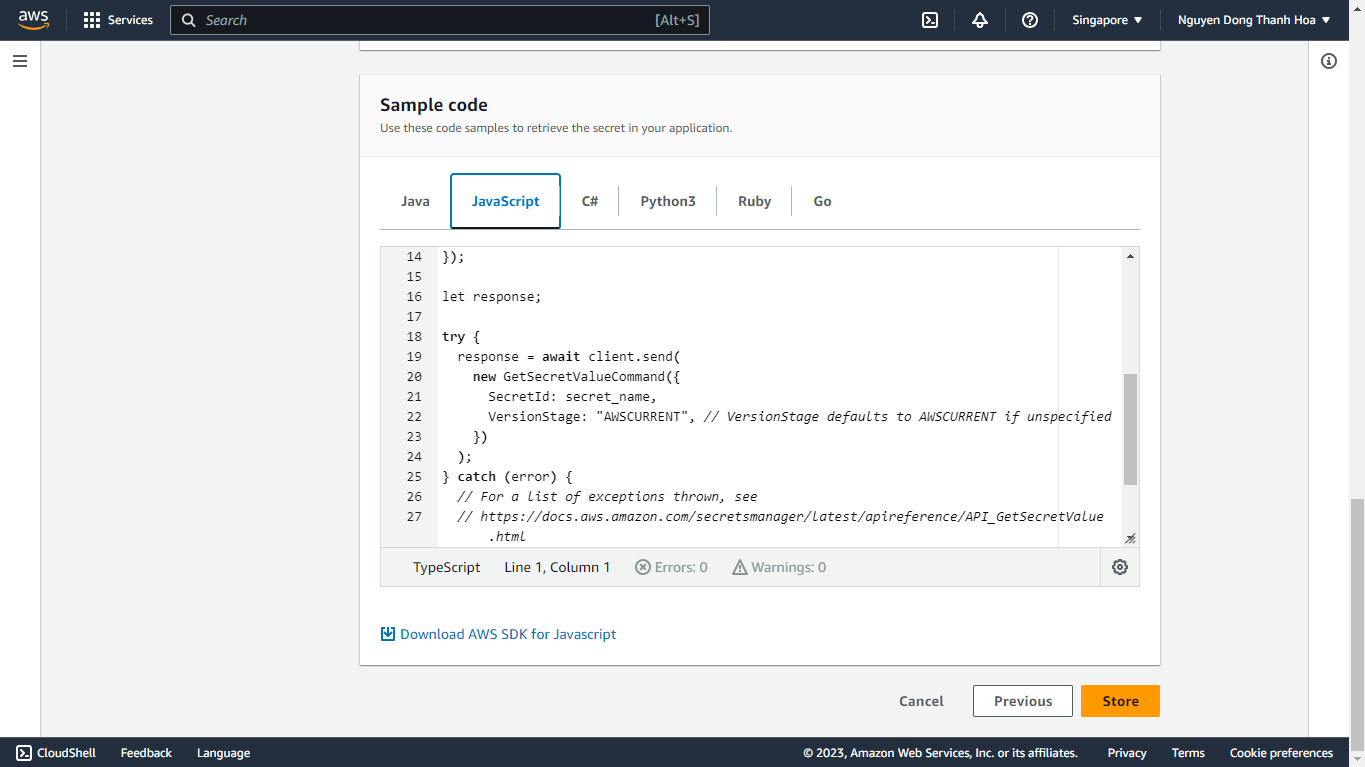 aws Services Search [Alt+S] Singapore ▼ Nguyen Dong Thanh Hoa ▼
Sample code
Use these code samples to retrieve the secret in your application.
Java JavaScript C# Python3 Ruby Go
14 });
15
16 let response;
17
18 try {
19   response = await client.send(
20     new GetSecretValueCommand({
21       SecretId: secret_name,
22       VersionStage: "AWSCURRENT", // VersionStage defaults to AWSCURRENT if unspecified
23     })
24   );
25 } catch (error) {
26   // For a list of exceptions thrown, see
27   // https://docs.aws.amazon.com/secretsmanager/latest/apireference/API_GetSecretValue
.html
TypeScript Line 1, Column 1 Errors: 0 Warnings: 0
Download AWS SDK for Javascript
Cancel Previous Store
CloudShell Feedback Language © 2023, Amazon Web Services, Inc. or its affiliates. Privacy Terms Cookie preferences